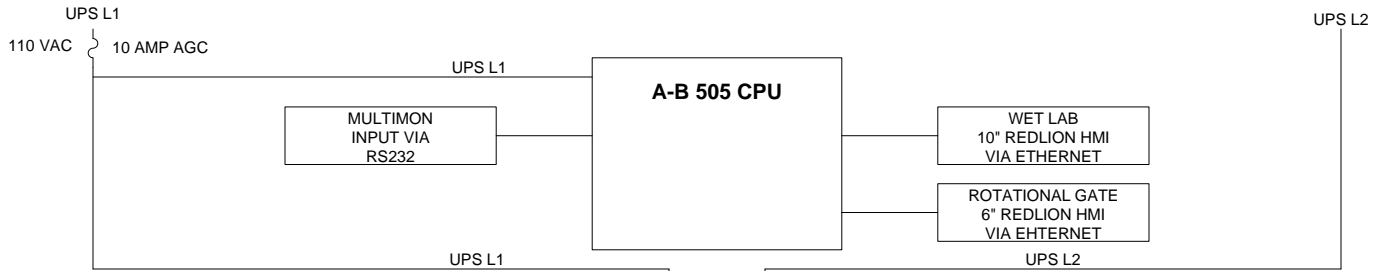 UPS L1
UPS L2
110 VAC
10 AMP AGC
UPS L1
A-B 505 CPU
MULTIMON
INPUT VIA
RS232
WET LAB
10" REDLION HMI
VIA ETHERNET
ROTATIONAL GATE
6" REDLION HMI
VIA EHTERNET
UPS L1
UPS L2